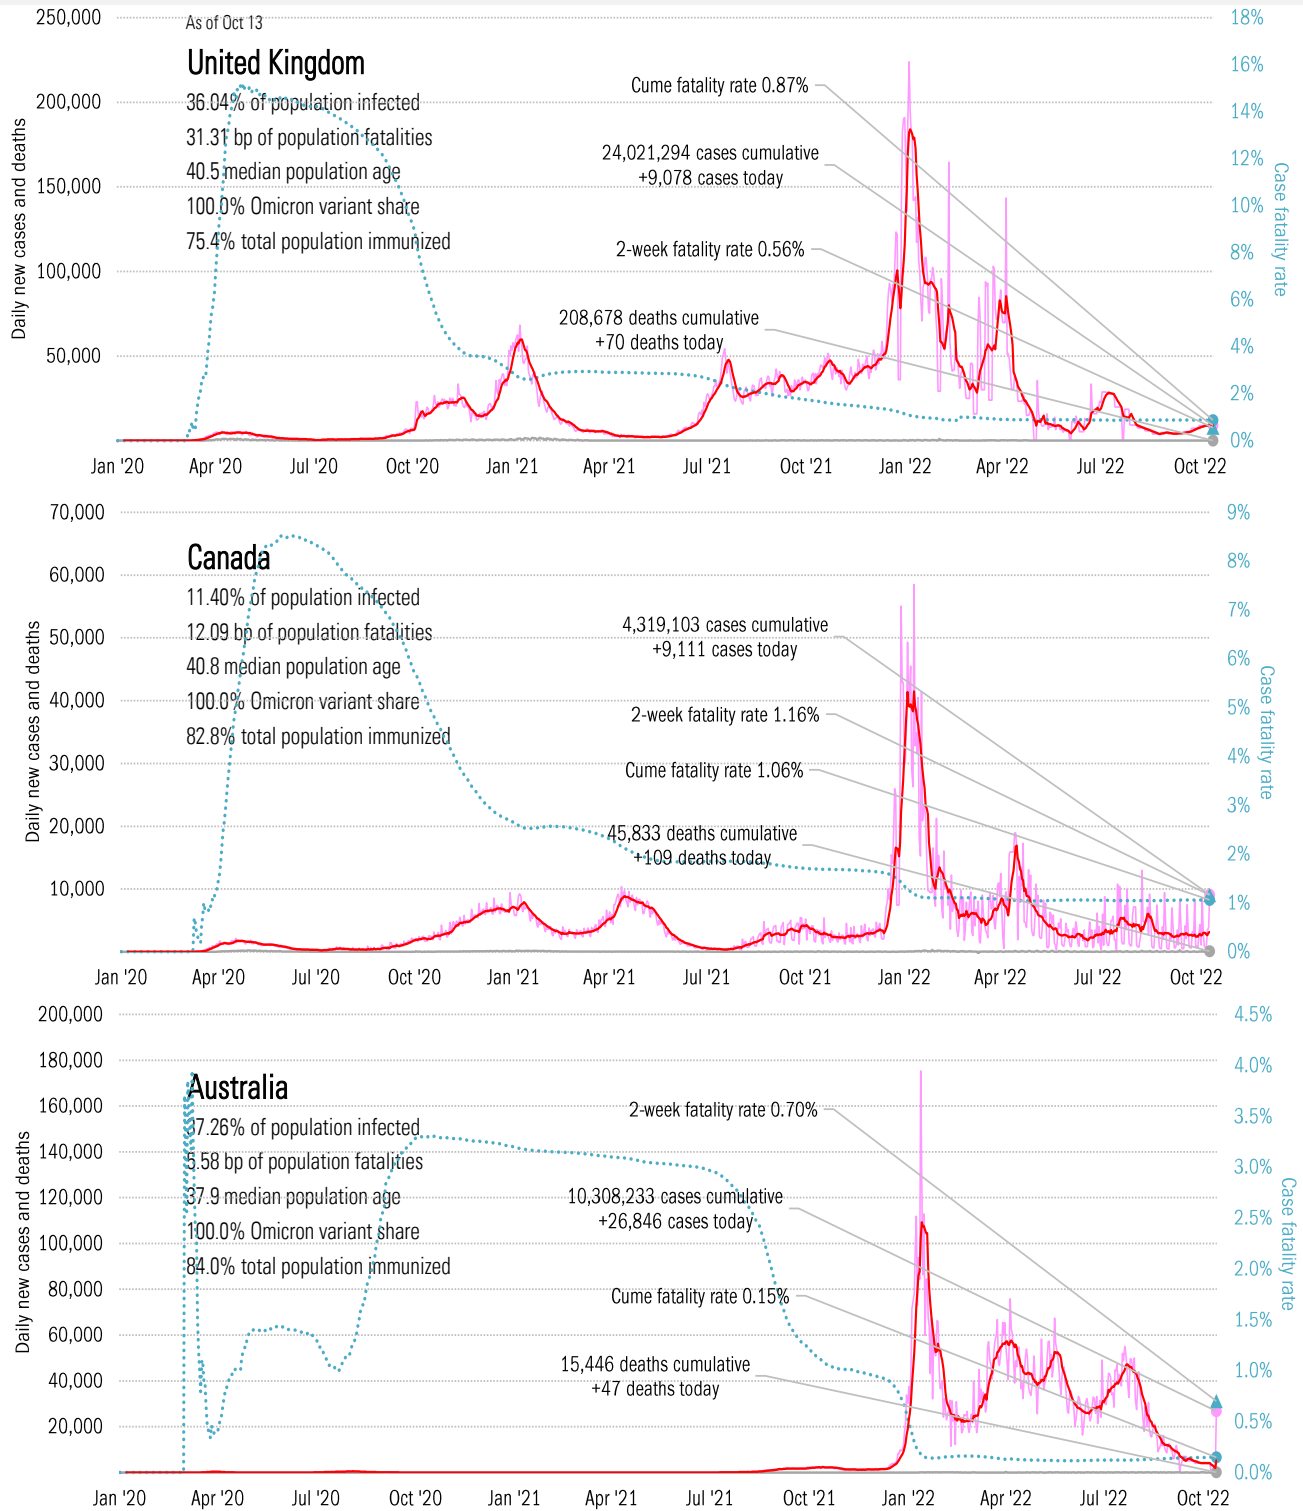 As of Oct 13
United Kingdom
36.04% of population infected
31.31 bp of population fatalities
40.5 median population age
100.0% Omicron variant share
75.4% total population immunized
Cume fatality rate 0.87%
24,021,294 cases cumulative
+9,078 cases today
2-week fatality rate 0.56%
208,678 deaths cumulative
+70 deaths today
Daily new cases and deaths
250,000
200,000
150,000
100,000
50,000
Case fatality rate
18%
16%
14%
12%
10%
8%
6%
4%
2%
0%
Jan '20 Apr '20 Jul '20 Oct '20 Jan '21 Apr '21 Jul '21 Oct '21 Jan '22 Apr '22 Jul '22 Oct '22
Canada
11.40% of population infected
12.09 bp of population fatalities
40.8 median population age
100.0% Omicron variant share
82.8% total population immunized
4,319,103 cases cumulative
+9,111 cases today
2-week fatality rate 1.16%
Cume fatality rate 1.06%
45,833 deaths cumulative
+109 deaths today
Daily new cases and deaths
70,000
60,000
50,000
40,000
30,000
20,000
10,000
Case fatality rate
9%
8%
7%
6%
5%
4%
3%
2%
1%
0%
Jan '20 Apr '20 Jul '20 Oct '20 Jan '21 Apr '21 Jul '21 Oct '21 Jan '22 Apr '22 Jul '22 Oct '22
Australia
37.26% of population infected
5.58 bp of population fatalities
37.9 median population age
100.0% Omicron variant share
84.0% total population immunized
2-week fatality rate 0.70%
10,308,233 cases cumulative
+26,846 cases today
Cume fatality rate 0.15%
15,446 deaths cumulative
+47 deaths today
Daily new cases and deaths
200,000
180,000
160,000
140,000
120,000
100,000
80,000
60,000
40,000
20,000
Case fatality rate
4.5%
4.0%
3.5%
3.0%
2.5%
2.0%
1.5%
1.0%
0.5%
0.0%
Jan '20 Apr '20 Jul '20 Oct '20 Jan '21 Apr '21 Jul '21 Oct '21 Jan '22 Apr '22 Jul '22 Oct '22